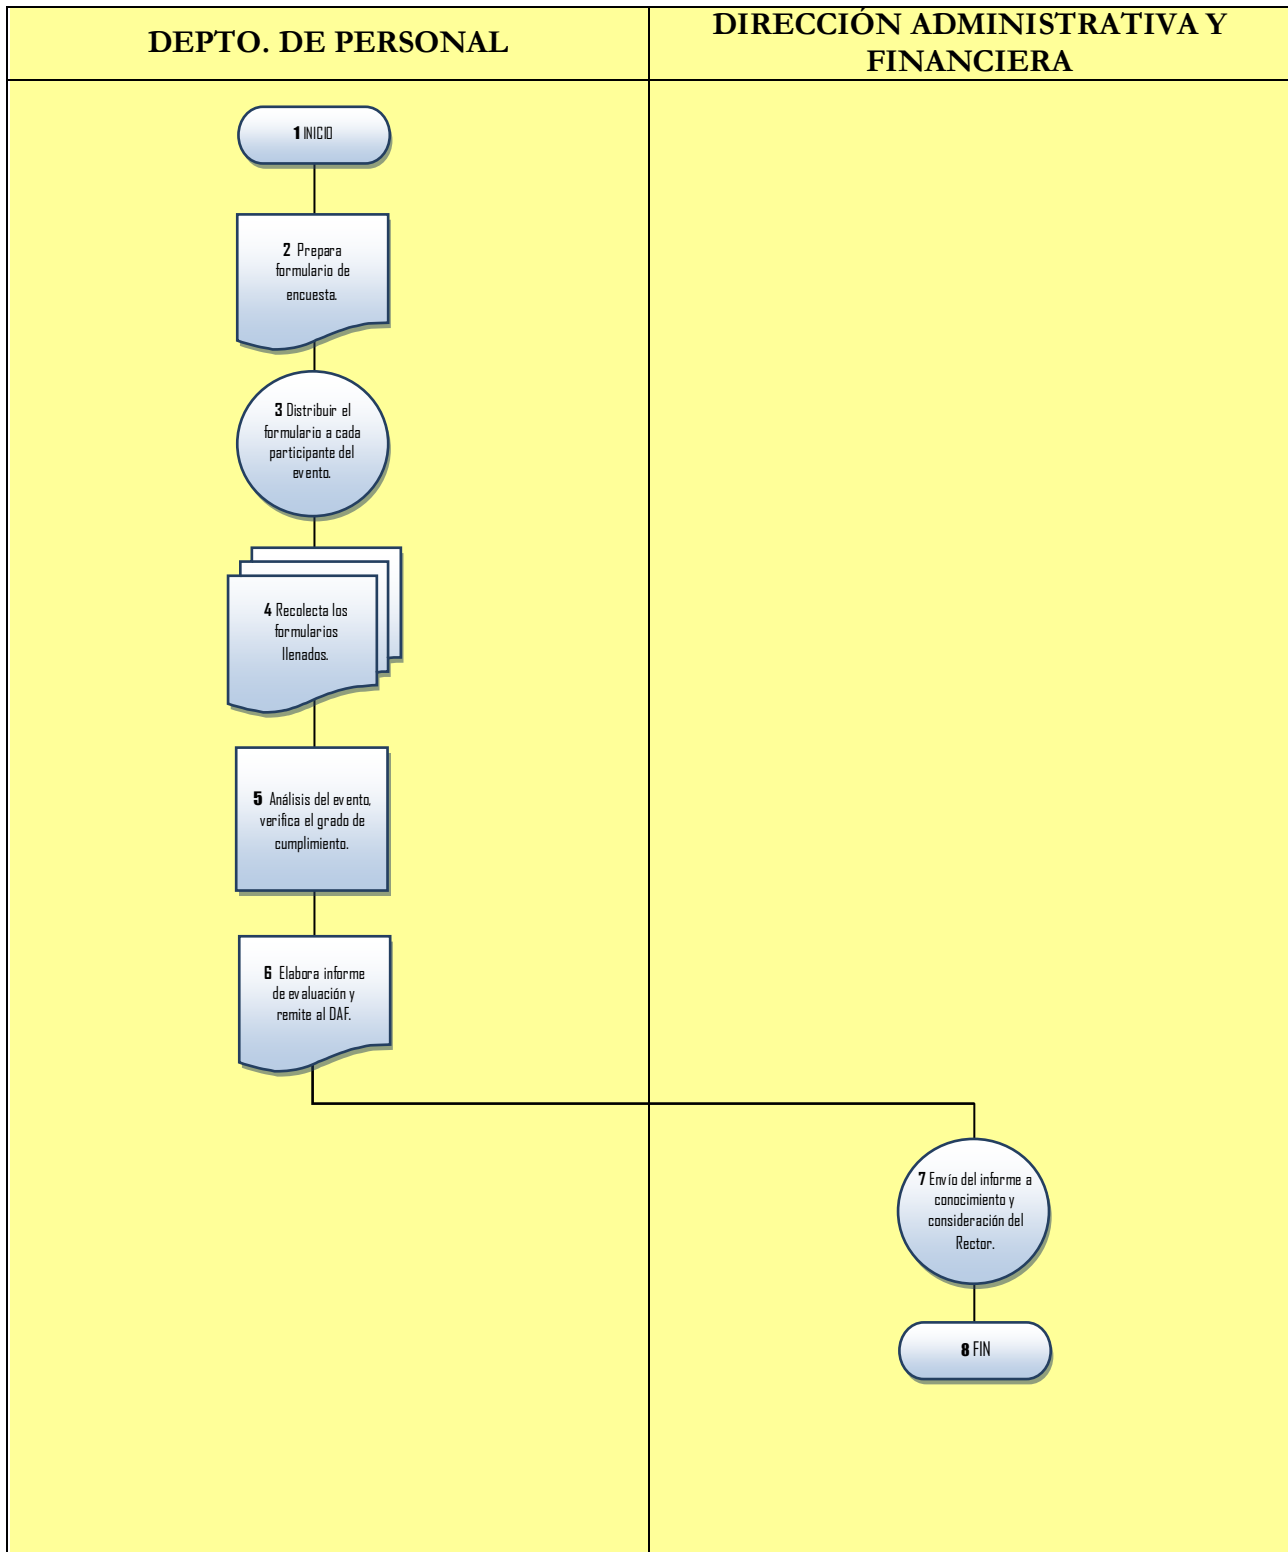 DEPTO. DE PERSONAL
DIRECCIÓN ADMINISTRATIVA Y
FINANCIERA
1 INICIO
2 Prepara
formulario de
encuesta.
3 Distribuir el
formulario a cada
participante del
evento.
4 Recolecta los
formularios
llenados.
5 Análisis del evento,
verifica el grado de
cumplimiento.
6 Elabora informe
de evaluación y
remite al DAF.
7 Envío del informe a
conocimiento y
consideración del
Rector.
8 FIN